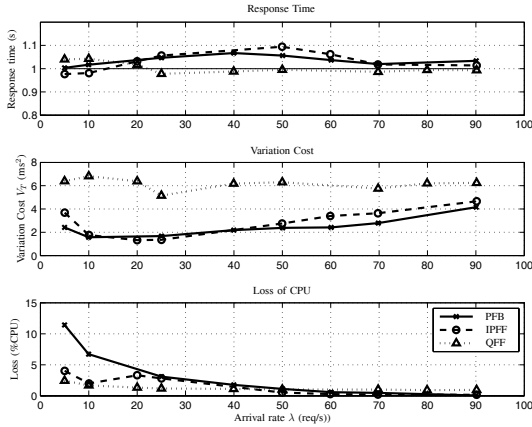 Response Time
Response time (s)
1.1
1
0.9
0.8
0 10 20 30 40 50 60 70 80 90 100
Variation Cost
Variation Cost V_T (ms²)
8
6
4
2
0
0 10 20 30 40 50 60 70 80 90 100
Loss of CPU
Loss (%CPU)
15
10
5
0
PFB
IPFF
QFF
0 10 20 30 40 50 60 70 80 90 100
Arrival rate λ (req/s))